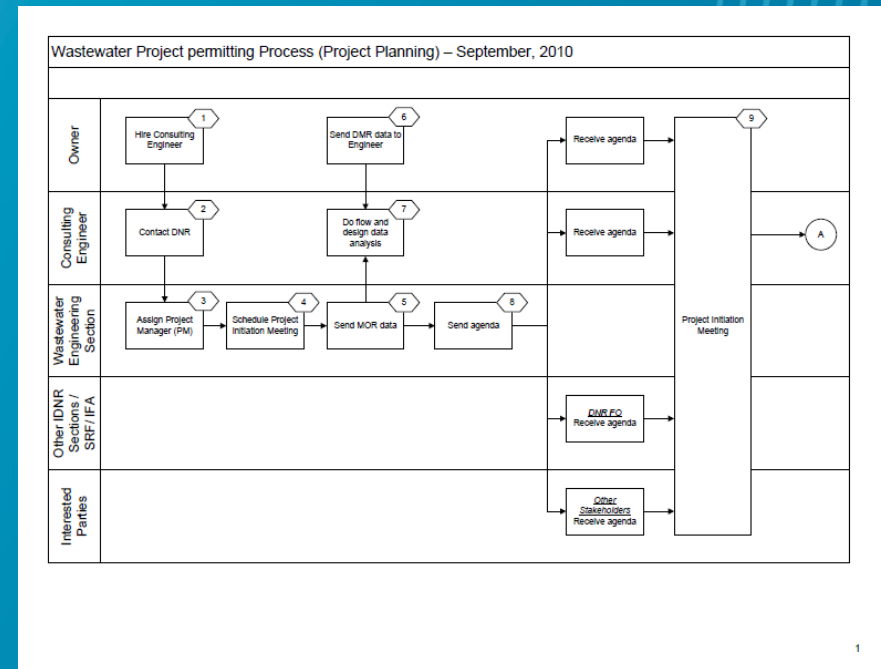 Wastewater Project permitting Process (Project Planning) – September, 2010
Owner
1
Hire Consulting
Engineer
6
Send DMR data to
Engineer
Receive agenda
9
Consulting
Engineer
2
Contact DNR
7
Do flow and
design data
analysis
Receive agenda
A
Wastewater
Engineering
Section
3
Assign Project
Manager (PM)
4
Schedule Project
Initiation Meeting
5
Send MOR data
8
Send agenda
Project Initiation
Meeting
Other IDNR
Sections /
SRF/ IFA
DNR FO
Receive agenda
Interested
Parties
Other
Stakeholders
Receive agenda
1